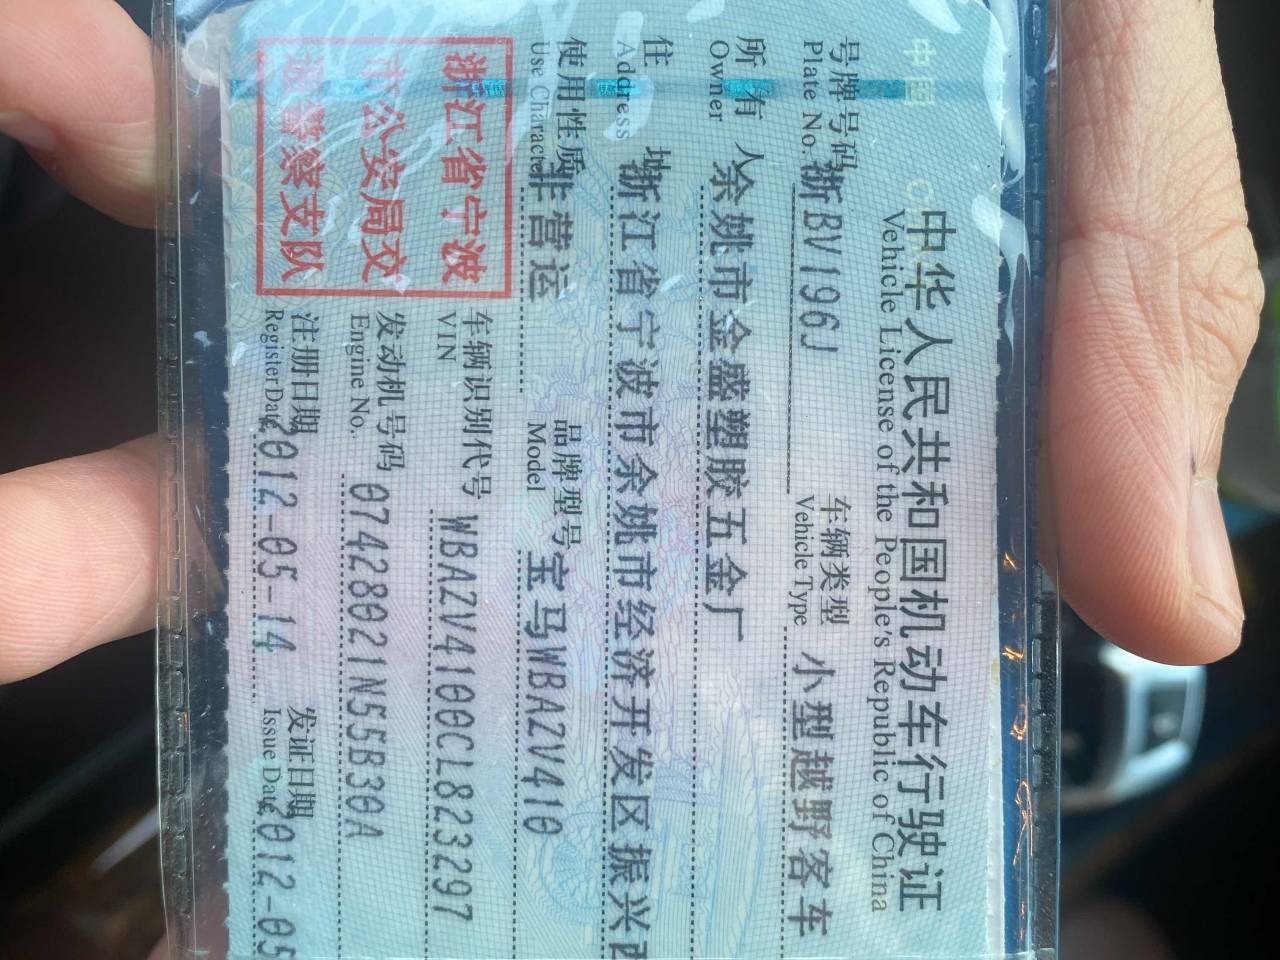 中华人民共和国机动车行驶证
Vehicle License of the People's Republic of China
号牌号码 浙BV196J 车辆类型 小型越野客车
Plate No. Vehicle Type
所有人 余姚市金盛塑胶五金厂
Owner
住址 浙江省宁波市余姚市经济开发区振兴西
Address
使用性质 非营运 品牌型号 宝马WBAZV410
Use Character Model
浙江省宁波
市公安局交
通警察支队
车辆识别代号 WBAZV4100CL823297
VIN
发动机号码 07428021N55B30A
Engine No.
注册日期 2012-05-14 发证日期 2012-05
Register Date Issue Date